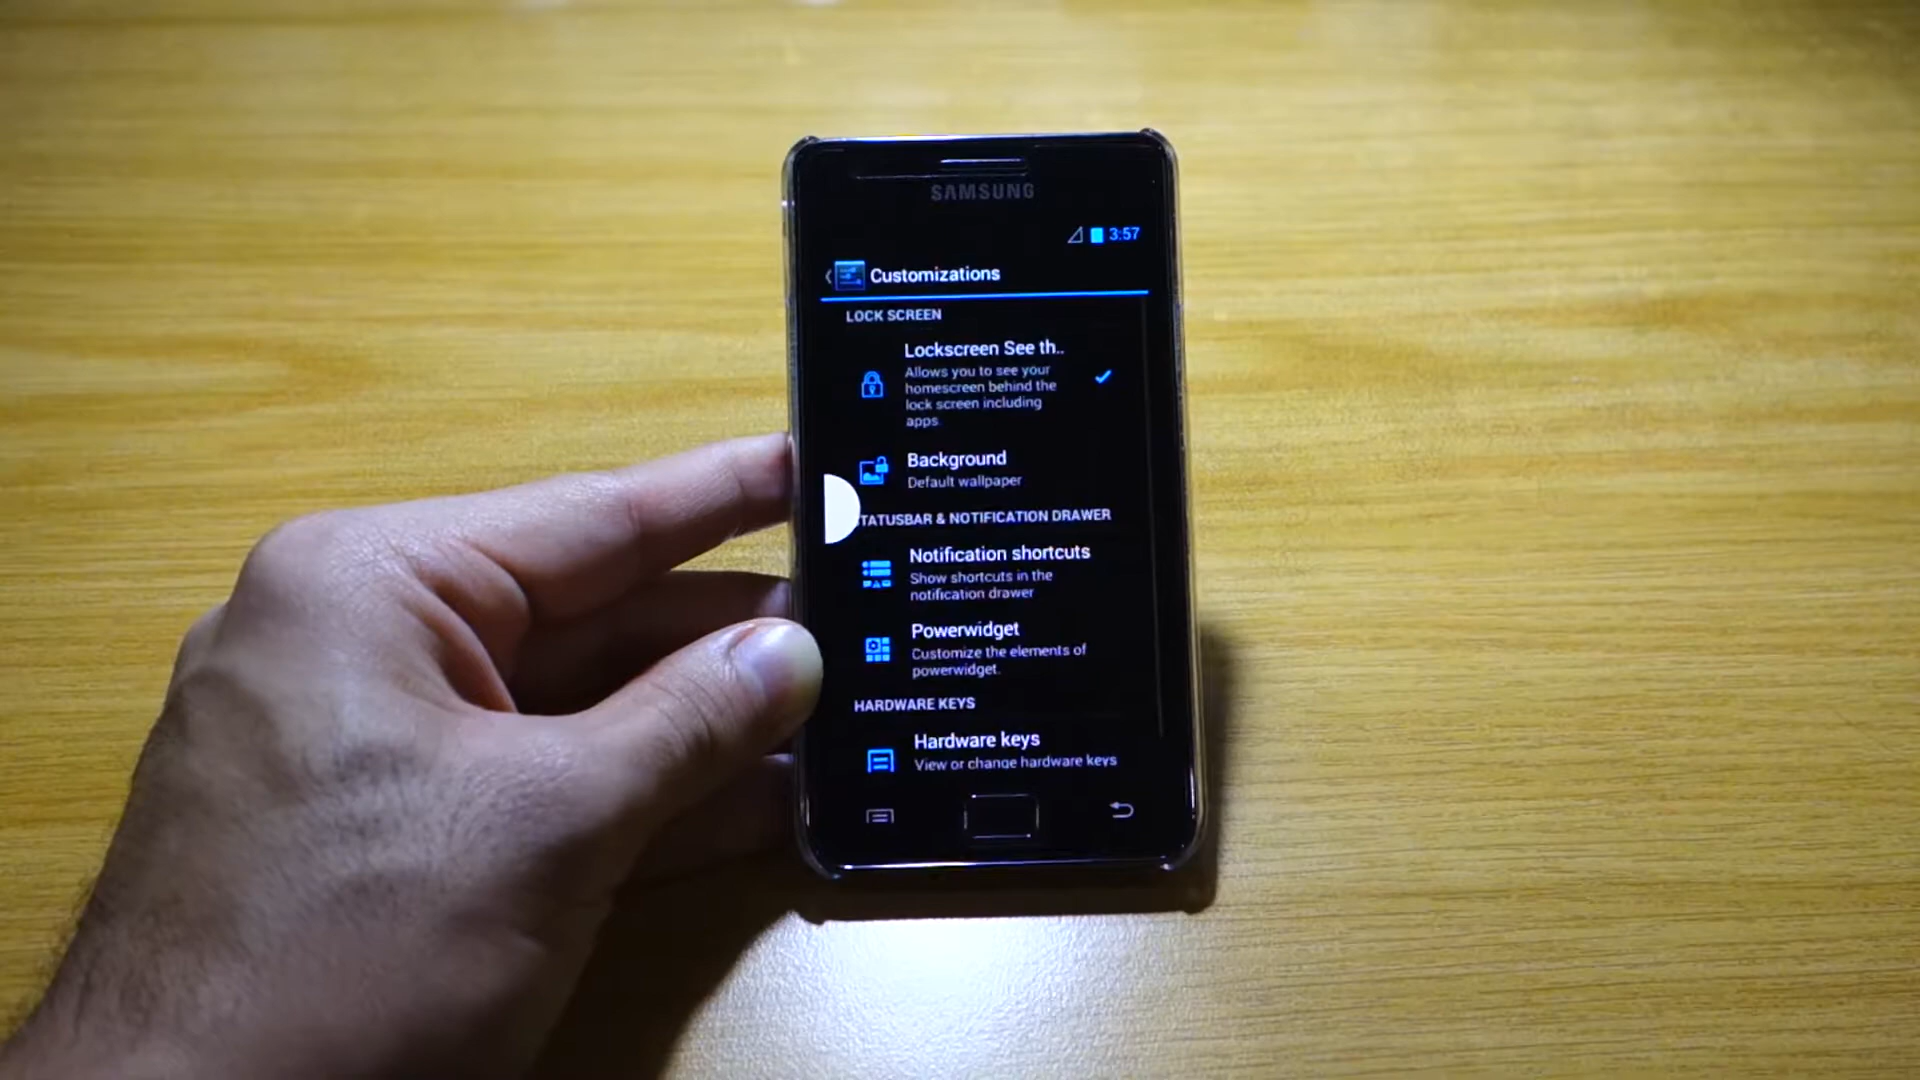 SAMSUNG
3:57
Customizations
LOCK SCREEN
Lockscreen See th..
Allows you to see your
homescreen behind the
lock screen including
apps.
Background
Default wallpaper
TATUSBAR & NOTIFICATION DRAWER
Notification shortcuts
Show shortcuts in the
notification drawer
Powerwidget
Customize the elements of
powerwidget.
HARDWARE KEYS
Hardware keys
View or change hardware keys